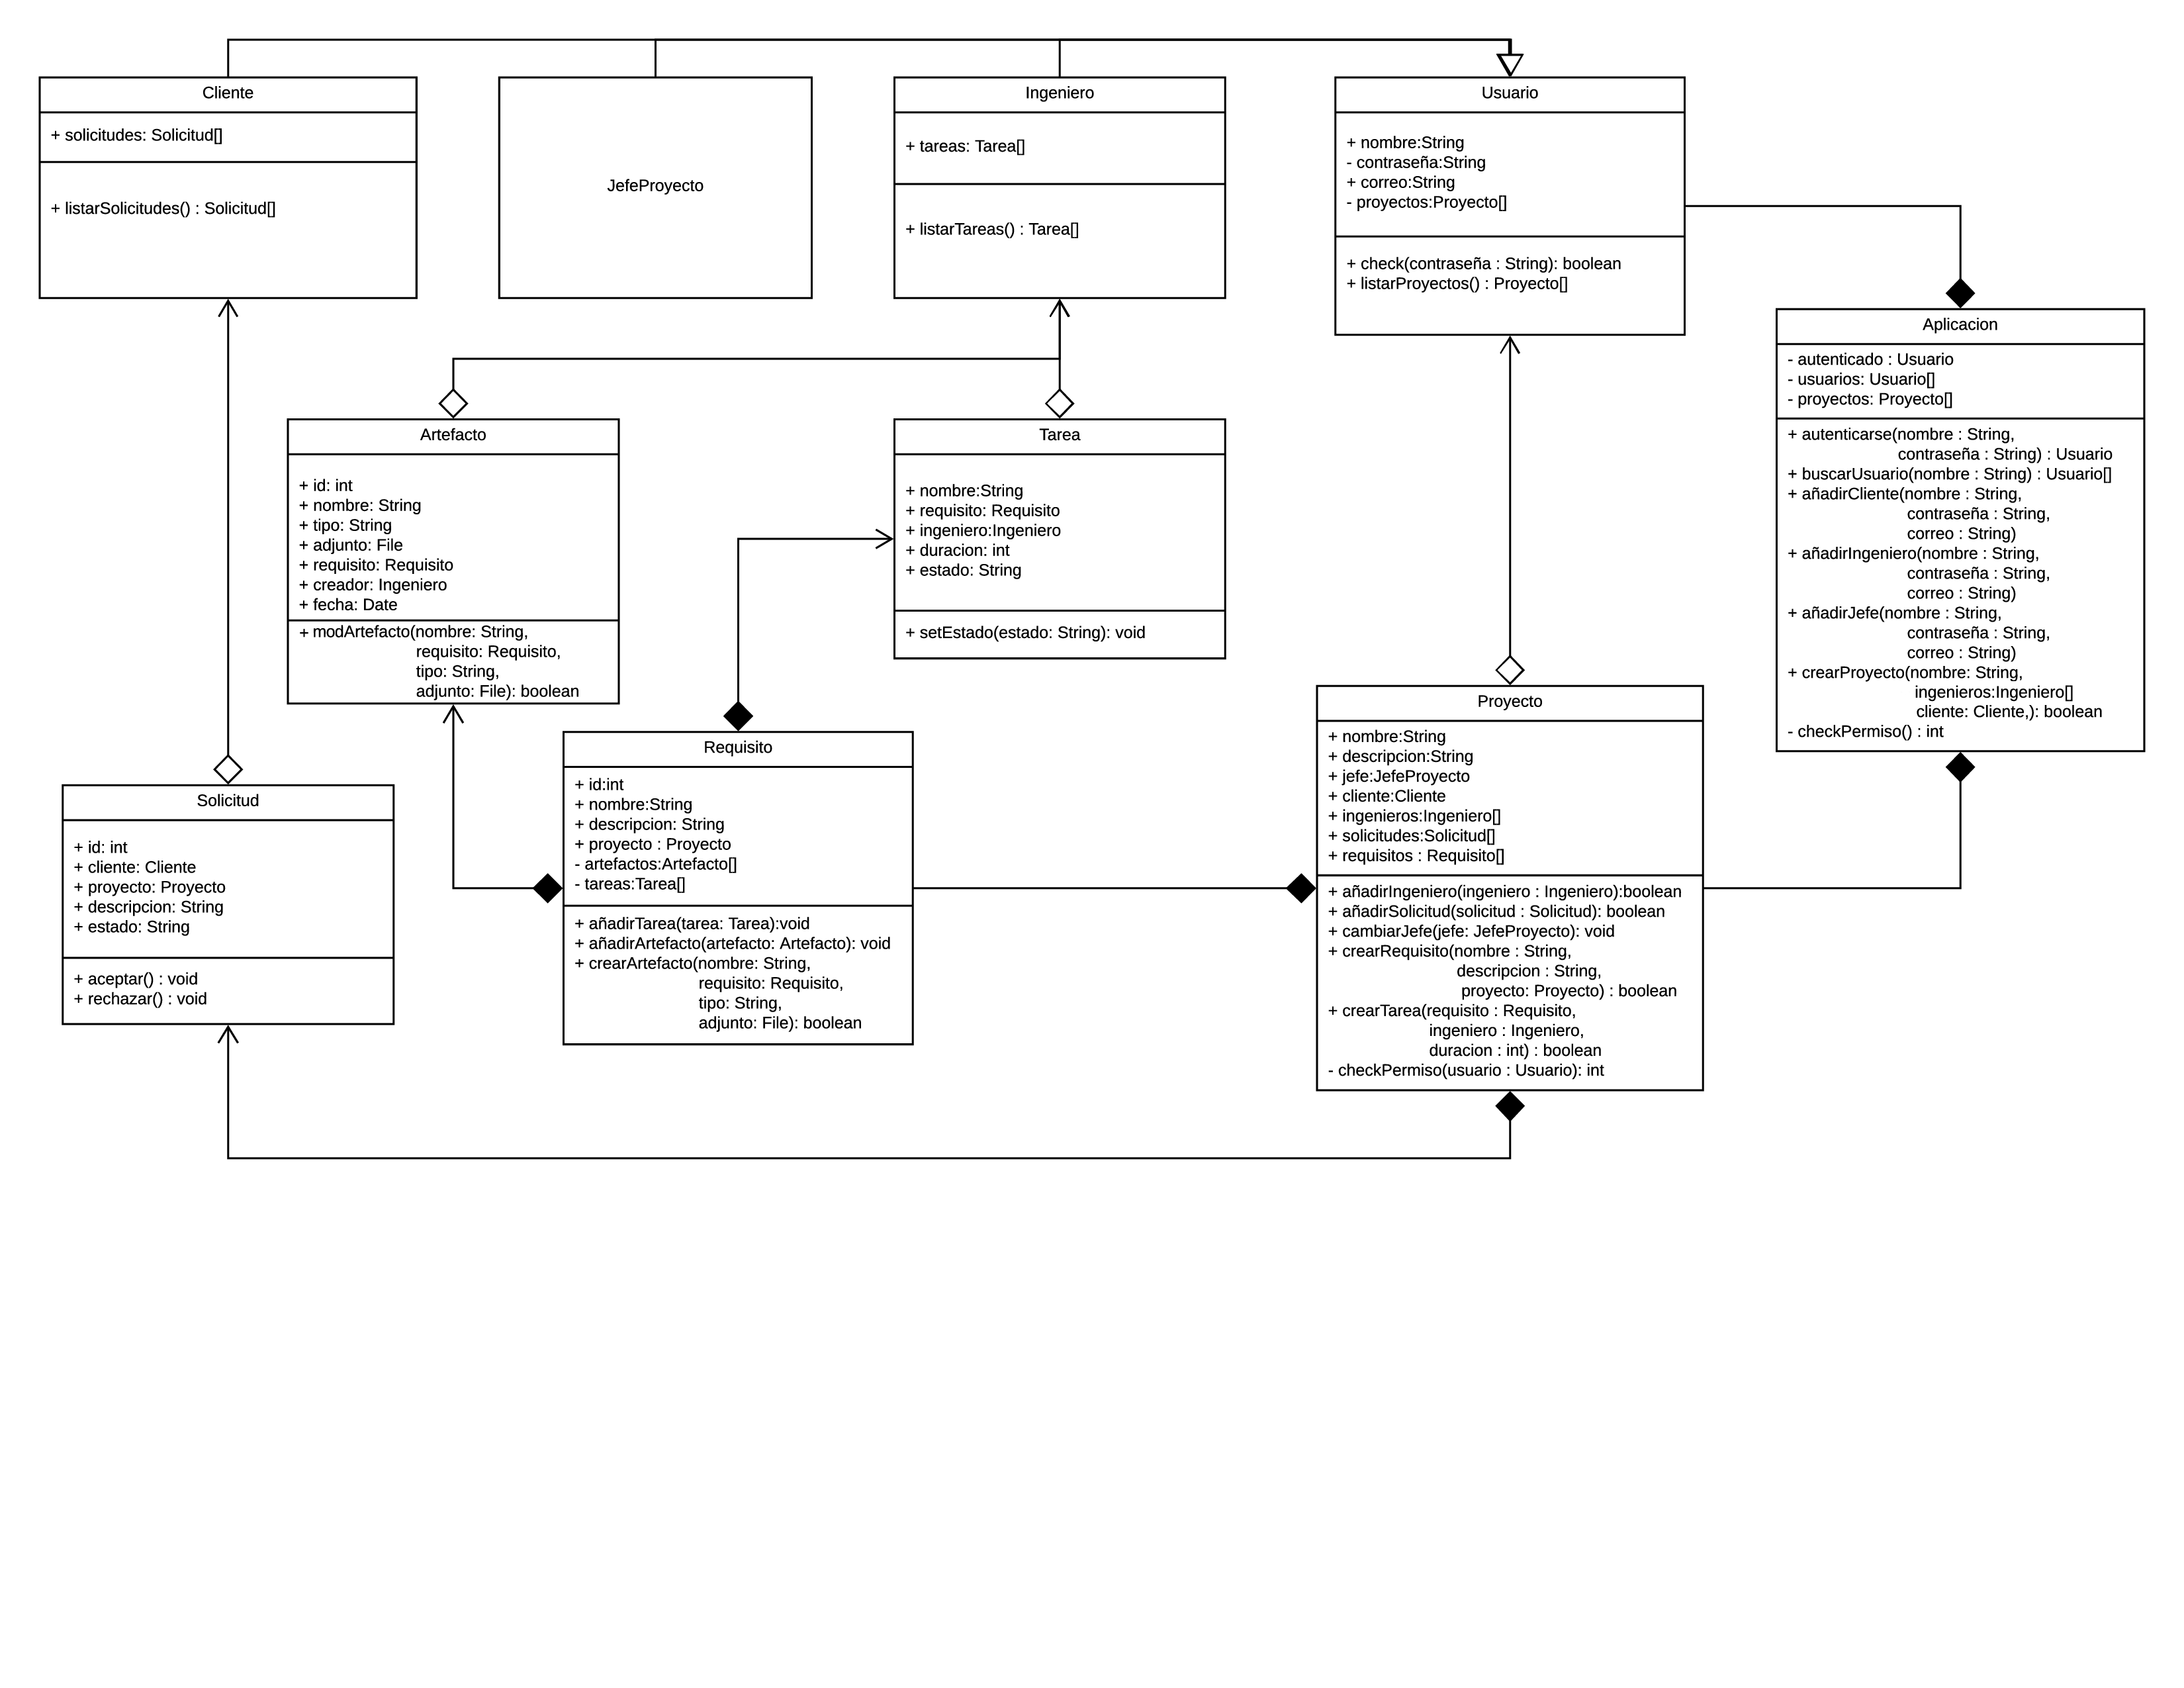 Cliente
+ solicitudes: Solicitud[]
+ listarSolicitudes() : Solicitud[]
JefeProyecto
Ingeniero
+ tareas: Tarea[]
+ listarTareas() : Tarea[]
Usuario
+ nombre:String
- contraseña:String
+ correo:String
- proyectos:Proyecto[]
+ check(contraseña : String): boolean
+ listarProyectos() : Proyecto[]
Aplicacion
- autenticado : Usuario
- usuarios: Usuario[]
- proyectos: Proyecto[]
+ autenticarse(nombre : String,
contraseña : String) : Usuario
+ buscarUsuario(nombre : String) : Usuario[]
+ añadirCliente(nombre : String,
contraseña : String,
correo : String)
+ añadirIngeniero(nombre : String,
contraseña : String,
correo : String)
+ añadirJefe(nombre : String,
contraseña : String,
correo : String)
+ crearProyecto(nombre: String,
ingenieros:Ingeniero[]
cliente: Cliente,): boolean
- checkPermiso() : int
Artefacto
+ id: int
+ nombre: String
+ tipo: String
+ adjunto: File
+ requisito: Requisito
+ creador: Ingeniero
+ fecha: Date
+ modArtefacto(nombre: String,
requisito: Requisito,
tipo: String,
adjunto: File): boolean
Tarea
+ nombre:String
+ requisito: Requisito
+ ingeniero:Ingeniero
+ duracion: int
+ estado: String
+ setEstado(estado: String): void
Solicitud
+ id: int
+ cliente: Cliente
+ proyecto: Proyecto
+ descripcion: String
+ estado: String
+ aceptar() : void
+ rechazar() : void
Requisito
+ id:int
+ nombre:String
+ descripcion: String
+ proyecto : Proyecto
- artefactos:Artefacto[]
- tareas:Tarea[]
+ añadirTarea(tarea: Tarea):void
+ añadirArtefacto(artefacto: Artefacto): void
+ crearArtefacto(nombre: String,
requisito: Requisito,
tipo: String,
adjunto: File): boolean
Proyecto
+ nombre:String
+ descripcion:String
+ jefe:JefeProyecto
+ cliente:Cliente
+ ingenieros:Ingeniero[]
+ solicitudes:Solicitud[]
+ requisitos : Requisito[]
+ añadirIngeniero(ingeniero : Ingeniero):boolean
+ añadirSolicitud(solicitud : Solicitud): boolean
+ cambiarJefe(jefe: JefeProyecto): void
+ crearRequisito(nombre : String,
descripcion : String,
proyecto: Proyecto) : boolean
+ crearTarea(requisito : Requisito,
ingeniero : Ingeniero,
duracion : int) : boolean
- checkPermiso(usuario : Usuario): int